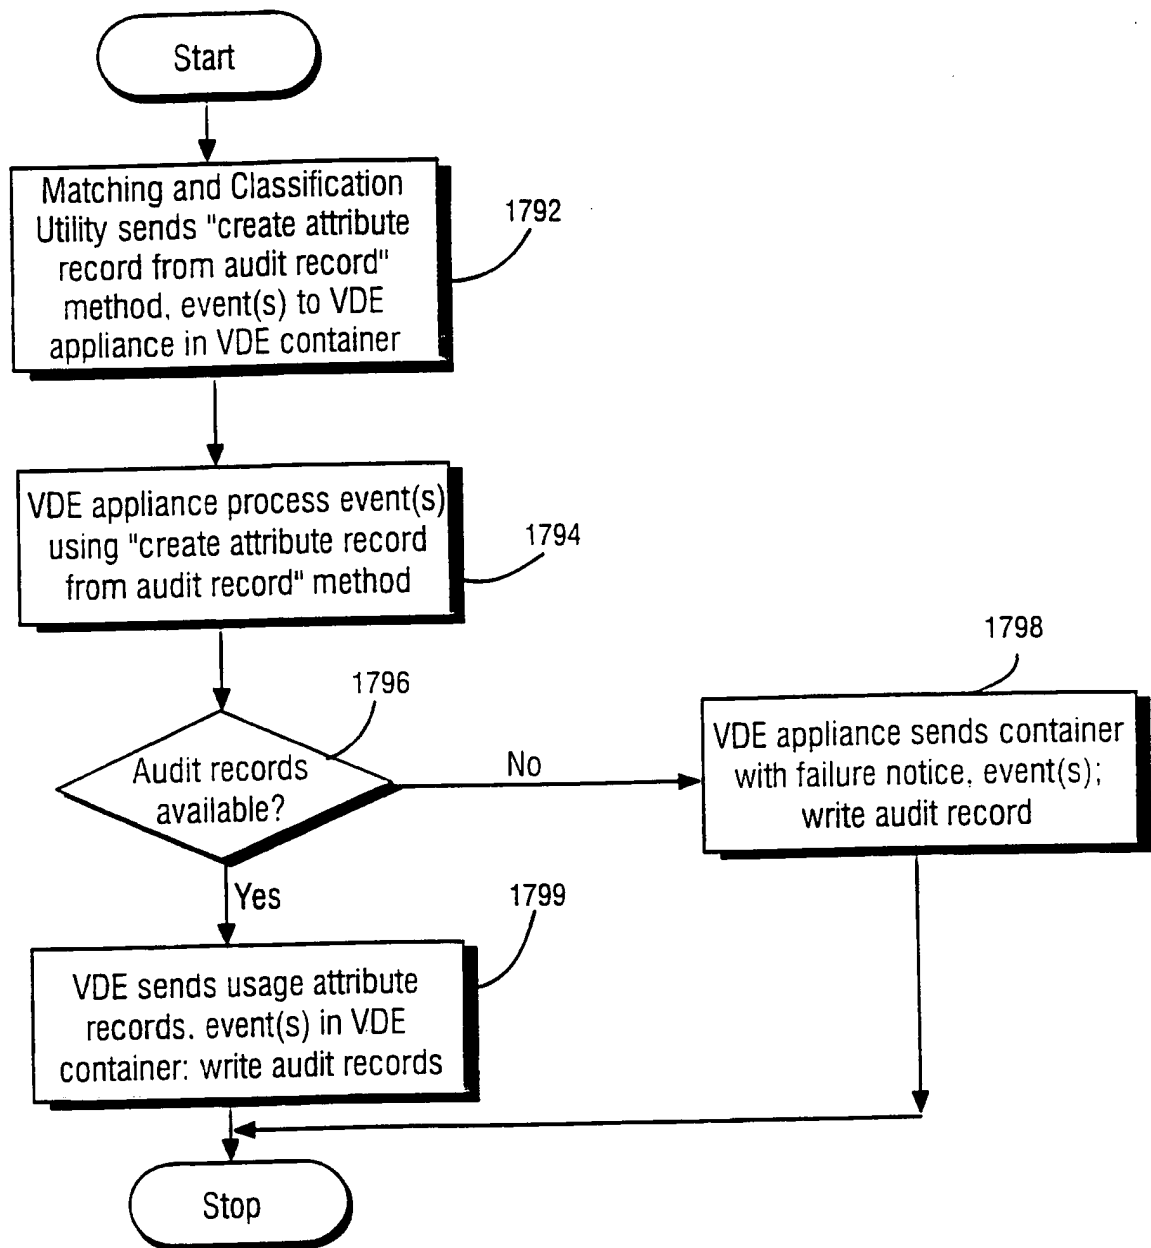 Start
Matching and Classification
Utility sends "create attribute
record from audit record"
method, event(s) to VDE
appliance in VDE container
1792
VDE appliance process event(s)
using "create attribute record
from audit record" method
1794
1796
Audit records
available?
No
1798
VDE appliance sends container
with failure notice, event(s);
write audit record
Yes
1799
VDE sends usage attribute
records, event(s) in VDE
container: write audit records
Stop